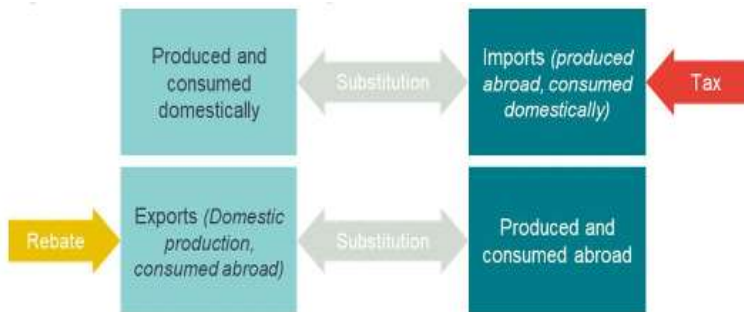 Produced and
consumed
domestically
Substitution
Imports (produced
abroad, consumed
domestically)
Tax
Rebate
Exports (Domestic
production,
consumed abroad)
Substitution
Produced and
consumed abroad